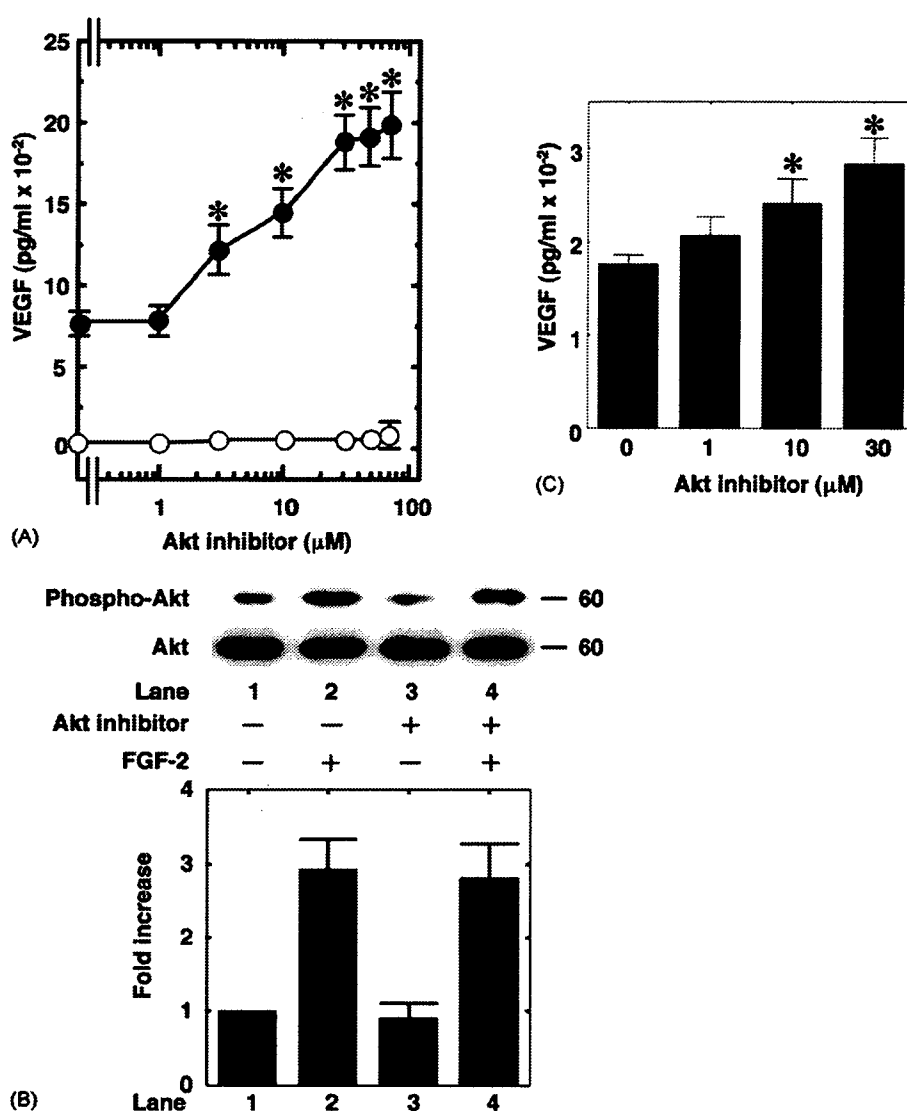 25
20
15
10
5
0
VEGF (pg/ml x 10-2)
* * * * *
1 10 100
Akt inhibitor (μM)
(A)
3
2
1
0
VEGF (pg/ml x 10-2)
* *
0 1 10 30
Akt inhibitor (μM)
(C)
Phospho-Akt — 60
Akt — 60
Lane 1 2 3 4
Akt inhibitor — — + +
FGF-2 — + — +
4
3
2
1
0
Fold increase
Lane 1 2 3 4
(B)